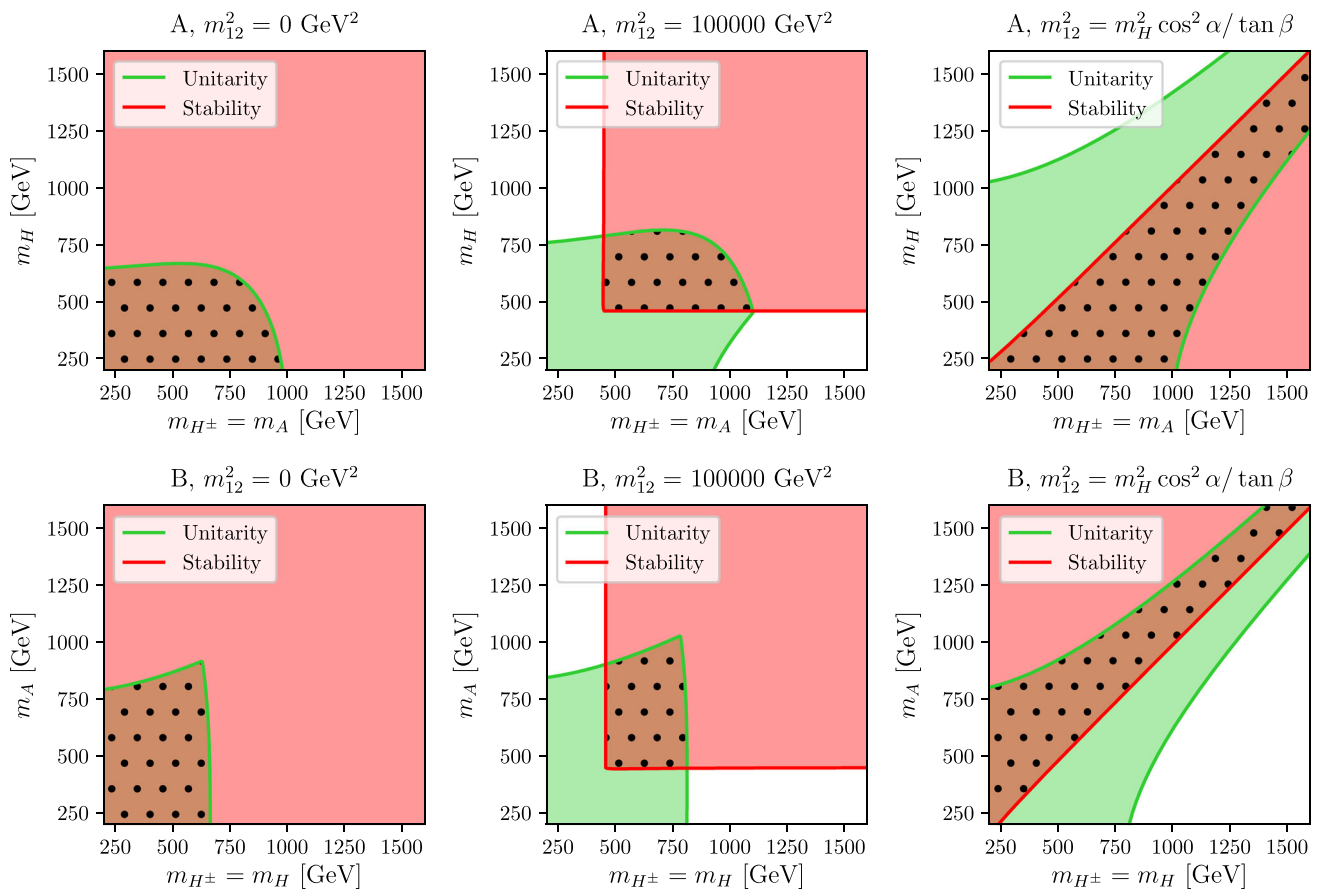 A, $m_{12}^2 = 0$ GeV$^2$
1500
1250
1000
750
500
250
$m_H$ [GeV]
Unitarity
Stability
250 500 750 1000 1250 1500
$m_{H^\pm} = m_A$ [GeV]
A, $m_{12}^2 = 100000$ GeV$^2$
1500
1250
1000
750
500
250
$m_H$ [GeV]
Unitarity
Stability
250 500 750 1000 1250 1500
$m_{H^\pm} = m_A$ [GeV]
A, $m_{12}^2 = m_H^2 \cos^2 \alpha / \tan \beta$
1500
1250
1000
750
500
250
$m_H$ [GeV]
Unitarity
Stability
250 500 750 1000 1250 1500
$m_{H^\pm} = m_A$ [GeV]
B, $m_{12}^2 = 0$ GeV$^2$
1500
1250
1000
750
500
250
$m_A$ [GeV]
Unitarity
Stability
250 500 750 1000 1250 1500
$m_{H^\pm} = m_H$ [GeV]
B, $m_{12}^2 = 100000$ GeV$^2$
1500
1250
1000
750
500
250
$m_A$ [GeV]
Unitarity
Stability
250 500 750 1000 1250 1500
$m_{H^\pm} = m_H$ [GeV]
B, $m_{12}^2 = m_H^2 \cos^2 \alpha / \tan \beta$
1500
1250
1000
750
500
250
$m_A$ [GeV]
Unitarity
Stability
250 500 750 1000 1250 1500
$m_{H^\pm} = m_H$ [GeV]